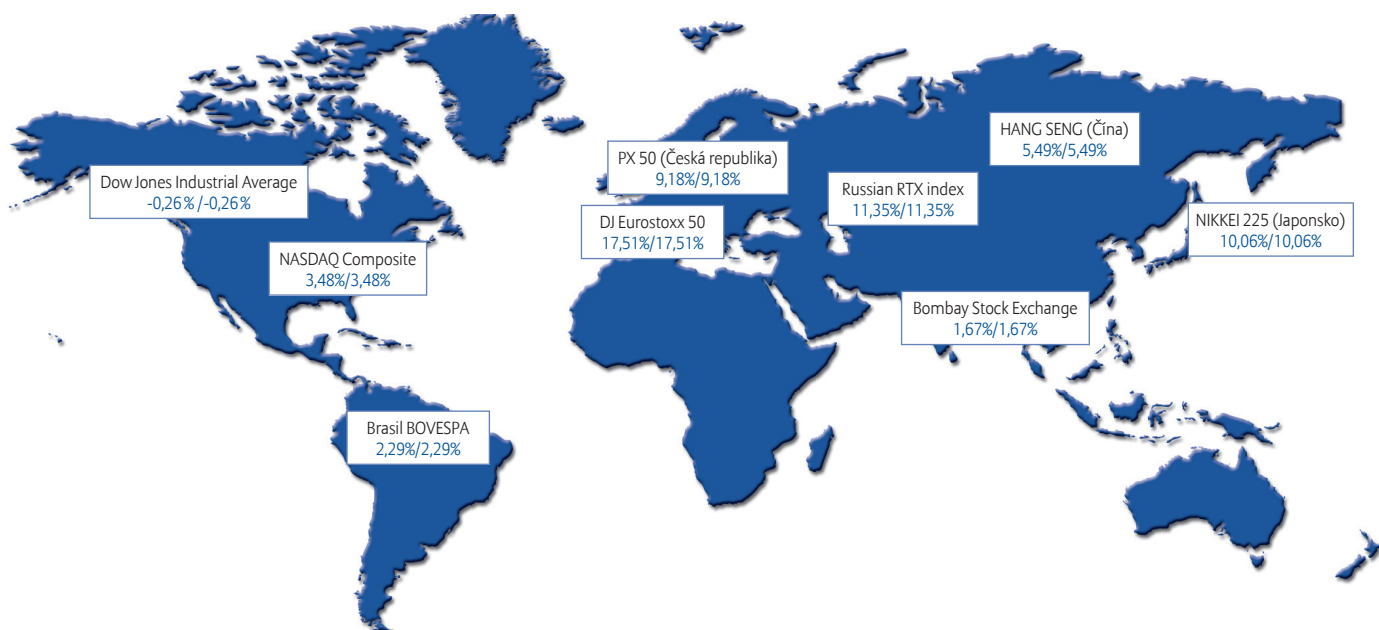 HANG SENG (Čína)
5,49%/5,49%
PX 50 (Česká republika)
9,18%/9,18%
Dow Jones Industrial Average
-0,26% /-0,26%
Russian RTX index
11,35%/11,35%
DJ Eurostoxx 50
17,51%/17,51%
NIKKEI 225 (Japonsko)
10,06%/10,06%
NASDAQ Composite
3,48%/3,48%
Bombay Stock Exchange
1,67%/1,67%
Brasil BOVESPA
2,29%/2,29%